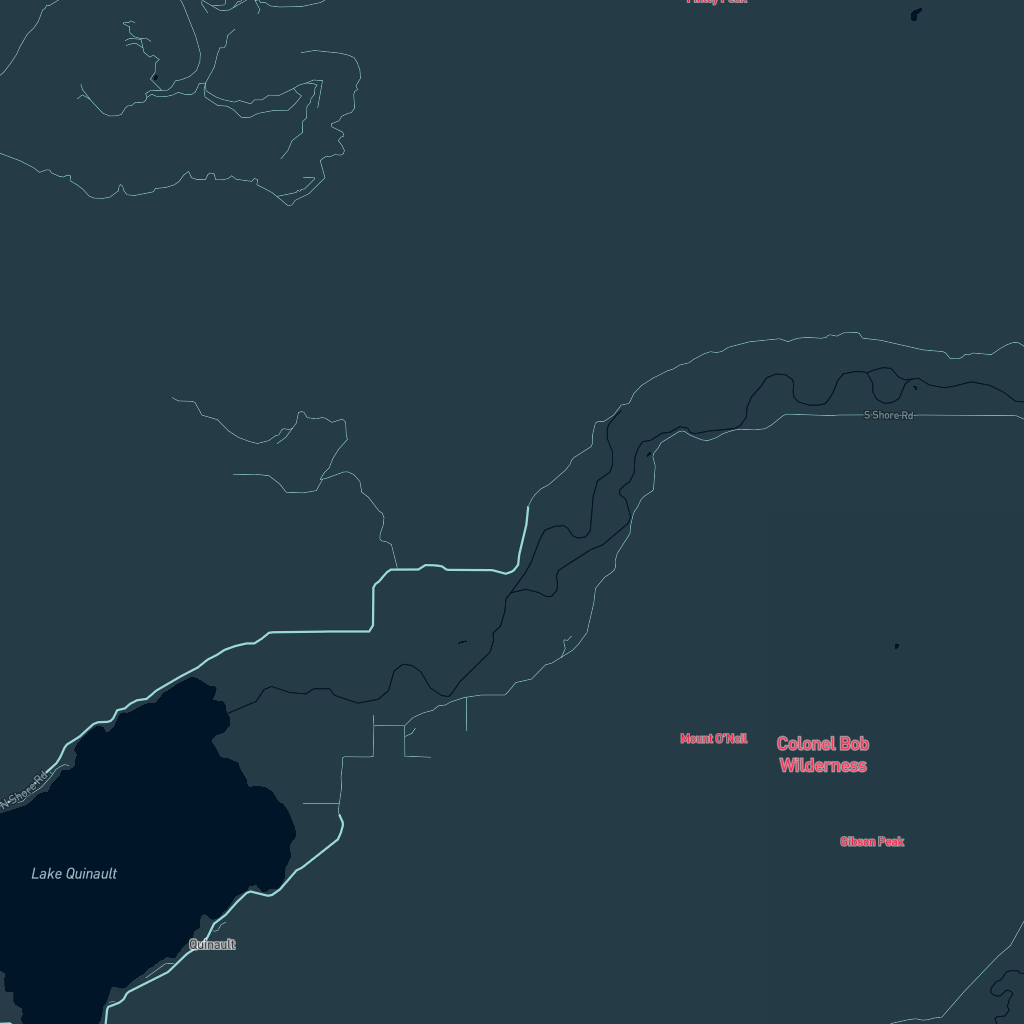 S Shore Rd
Mount O'Neil
Colonel Bob
Wilderness
N Shore Rd
Gibson Peak
Lake Quinault
Quinault